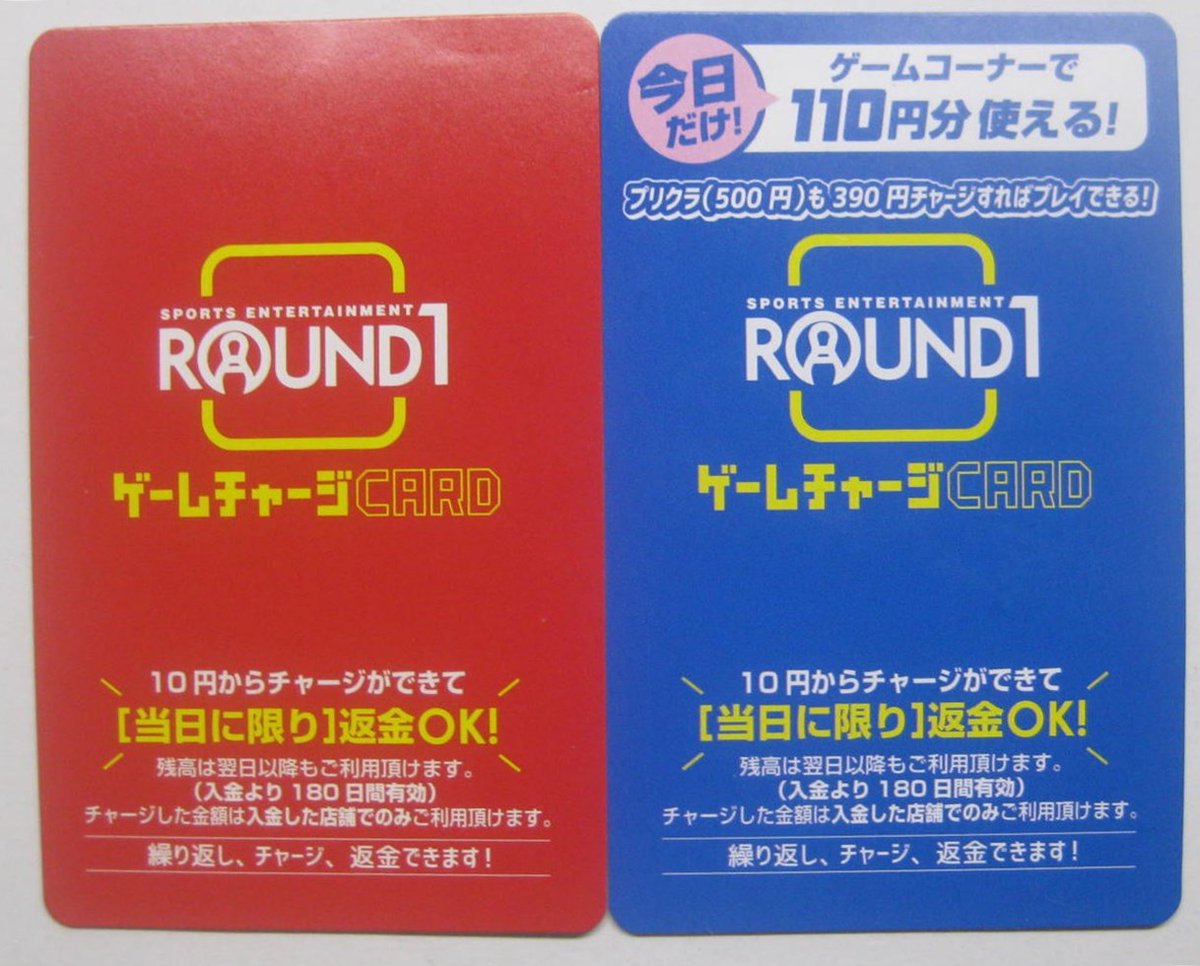 SPORTS ENTERTAINMENT
ROUND1
ゲームチャージCARD
10円からチャージができて
[当日に限り]返金OK!
残高は翌日以降もご利用頂けます。
(入金より180日間有効)
チャージした金額は入金した店舗でのみご利用頂けます。
繰り返し、チャージ、返金できます!
今日
だけ!
ゲームコーナーで
110円分使える!
プリクラ(500円)も390円チャージすればプレイできる!
SPORTS ENTERTAINMENT
ROUND1
ゲームチャージCARD
10円からチャージができて
[当日に限り]返金OK!
残高は翌日以降もご利用頂けます。
(入金より180日間有効)
チャージした金額は入金した店舗でのみご利用頂けます。
繰り返し、チャージ、返金できます!